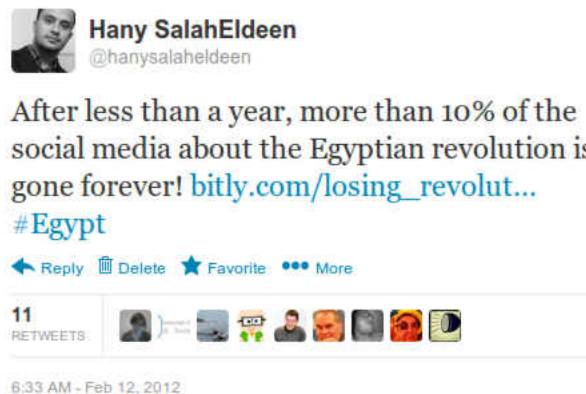 Hany SalahEldeen
@hanysalaheldeen
After less than a year, more than 10% of the
social media about the Egyptian revolution is
gone forever! bitly.com/losing_revolut...
#Egypt
Reply Delete Favorite More
11
RETWEETS
6:33 AM - Feb 12, 2012